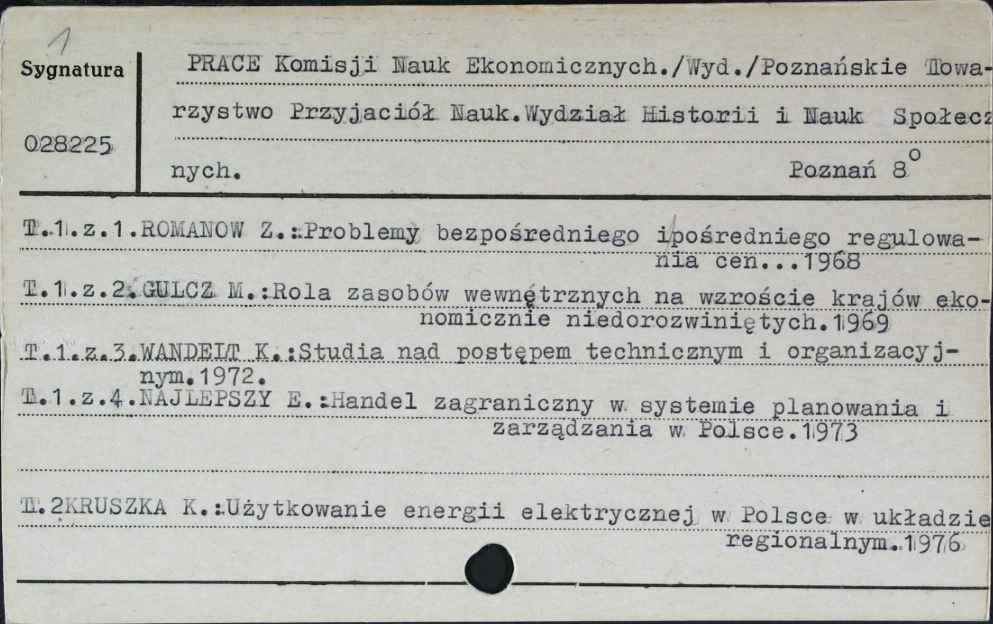 1
Sygnatura
PRACE Komisji Nauk Ekonomicznych./Wyd./Poznańskie Towa-
rzystwo Przyjaciół Nauk.Wydział Historii i Nauk Społecz
028225
nych. Poznań 8°
T.1.z.1.ROMANOW Z.:Problemy bezpośredniego i/pośredniego regulowa-
nia cen...1968
T.1.z.2.GULCZ M.:Rola zasobów wewnętrznych na wzroście krajów eko-
nomicznie niedorozwiniętych.1969
T.1.z.3.WANDELT K.:Studia nad postępem technicznym i organizacyj-
nym.1972.
T.1.z.4.NAJLEPSZY E.:Handel zagraniczny w systemie planowania i
zarządzania w Polsce.1973
T.2KRUSZKA K.:Użytkowanie energii elektrycznej w Polsce w układzie
regionalnym.1976